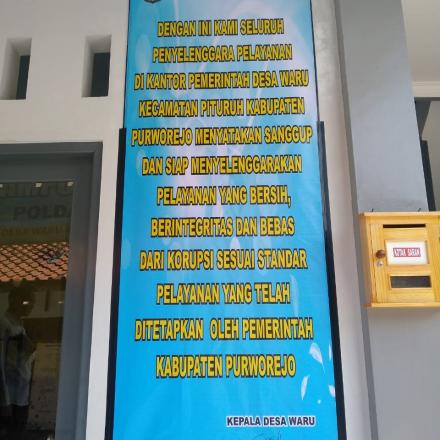 DENGAN INI KAMI SELURUH
PENYELENGGARA PELAYANAN
DI KANTOR PEMERINTAH DESA WARU
KECAMATAN PITURUH KABUPATEN
PURWOREJO MENYATAKAN SANGGUP
DAN SIAP MENYELENGGARAKAN
PELAYANAN YANG BERSIH,
BERINTEGRITAS DAN BEBAS
DARI KORUPSI SESUAI STANDAR
PELAYANAN YANG TELAH
DITETAPKAN OLEH PEMERINTAH
KABUPATEN PURWOREJO
KEPALA DESA WARU
KOTAK SARAN